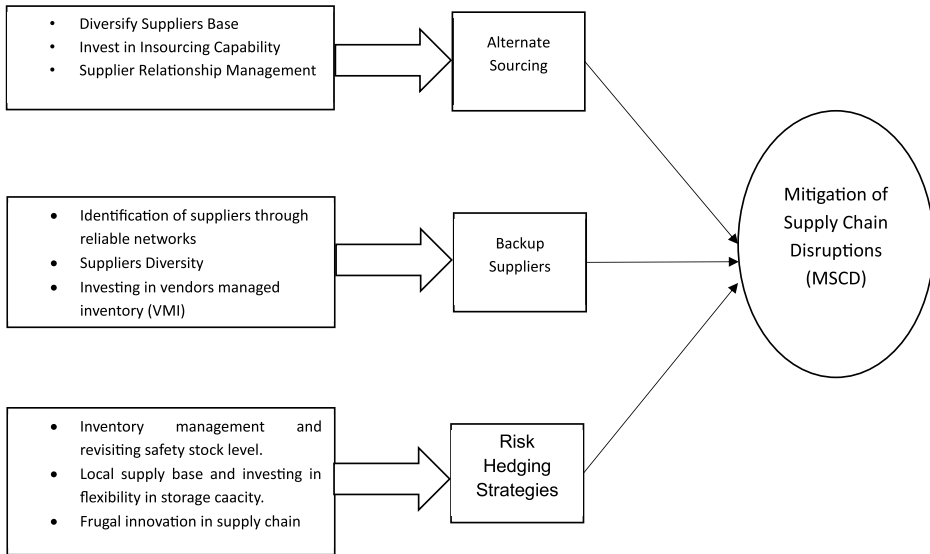 • Diversify Suppliers Base
• Invest in Insourcing Capability
• Supplier Relationship Management
Alternate
Sourcing
● Identification of suppliers through
reliable networks
● Suppliers Diversity
● Investing in vendors managed
inventory (VMI)
Backup
Suppliers
● Inventory management and
revisiting safety stock level.
● Local supply base and investing in
flexibility in storage caacity.
● Frugal innovation in supply chain
Risk
Hedging
Strategies
Mitigation of
Supply Chain
Disruptions
(MSCD)